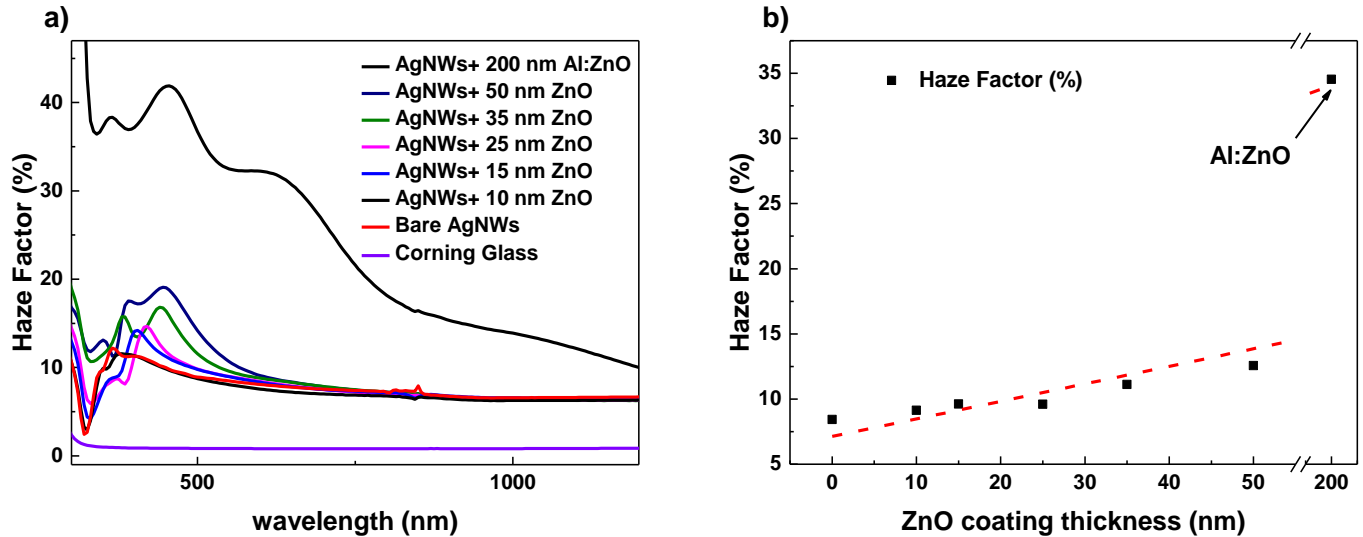 a)
Haze Factor (%)
40
30
20
10
0
500
1000
wavelength (nm)
AgNWs+ 200 nm Al:ZnO
AgNWs+ 50 nm ZnO
AgNWs+ 35 nm ZnO
AgNWs+ 25 nm ZnO
AgNWs+ 15 nm ZnO
AgNWs+ 10 nm ZnO
Bare AgNWs
Corning Glass
b)
Haze Factor (%)
35
30
25
20
15
10
5
0
10
20
30
40
50
200
ZnO coating thickness (nm)
Haze Factor (%)
Al:ZnO